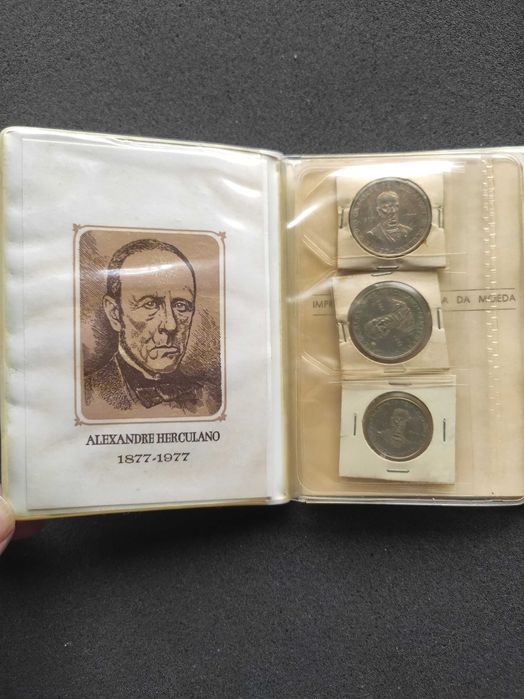 ALEXANDRE HERCULANO
1877-1977
IMPR DA MOEDA